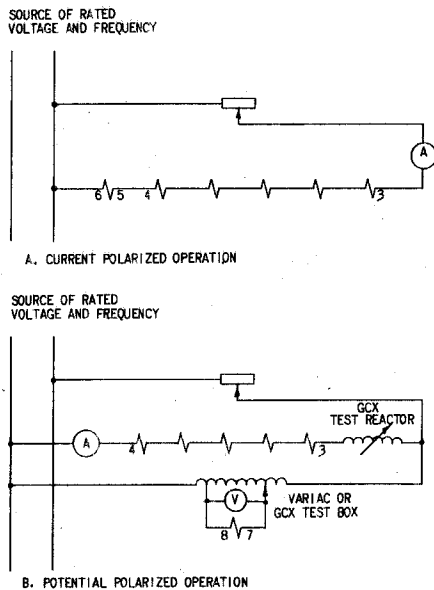 SOURCE OF RATED
VOLTAGE AND FREQUENCY
A
6 5 4 3
A. CURRENT POLARIZED OPERATION
SOURCE OF RATED
VOLTAGE AND FREQUENCY
GCX
TEST REACTOR
A 4 3
V
VARIAC OR
GCX TEST BOX
8 7
B. POTENTIAL POLARIZED OPERATION